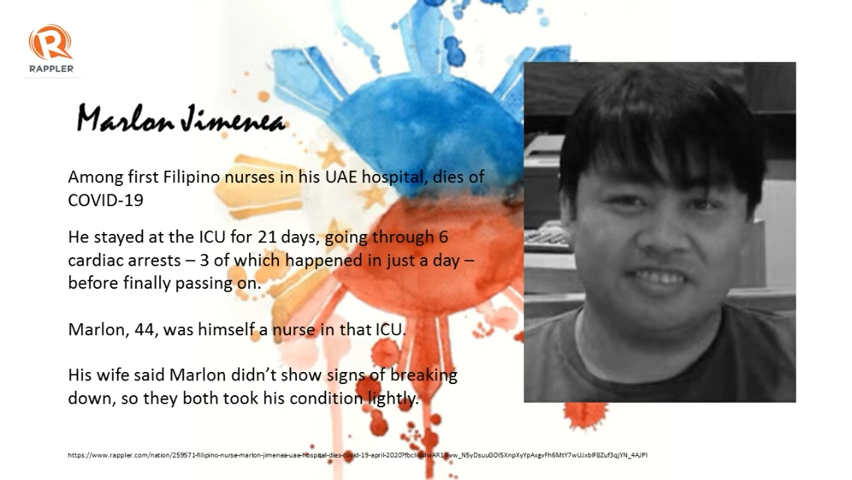 RAPPLER
Marlon Jimenea
Among first Filipino nurses in his UAE hospital, dies of
COVID-19
He stayed at the ICU for 21 days, going through 6
cardiac arrests – 3 of which happened in just a day –
before finally passing on.
Marlon, 44, was himself a nurse in that ICU.
His wife said Marlon didn't show signs of breaking
down, so they both took his condition lightly.